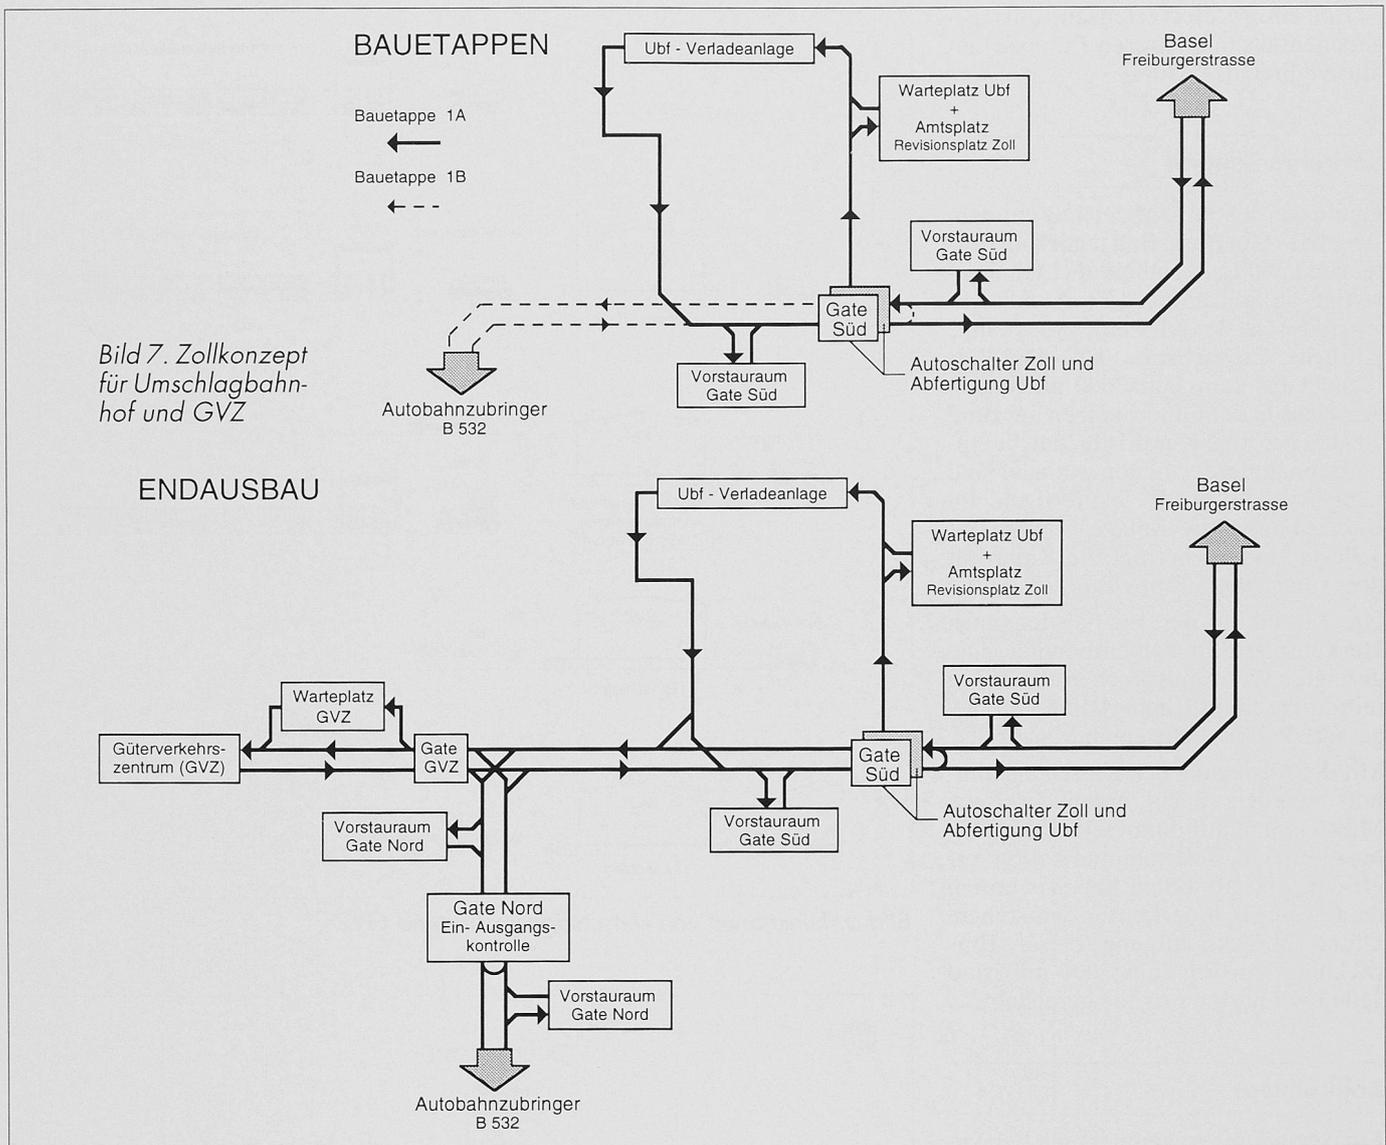 BAUETAPPEN
Bauetappe 1A
Bauetappe 1B
Ubf - Verladeanlage
Warteplatz Ubf
+
Amtsplatz
Revisionsplatz Zoll
Basel
Freiburgerstrasse
Vorstauraum
Gate Süd
Gate
Süd
Vorstauraum
Gate Süd
Autoschalter Zoll und
Abfertigung Ubf
Autobahnzubringer
B 532
Bild 7. Zollkonzept
für Umschlagbahn-
hof und GVZ
ENDAUSBAU
Ubf - Verladeanlage
Warteplatz Ubf
+
Amtsplatz
Revisionsplatz Zoll
Basel
Freiburgerstrasse
Vorstauraum
Gate Süd
Warteplatz
GVZ
Güterverkehrs-
zentrum (GVZ)
Gate
GVZ
Gate
Süd
Vorstauraum
Gate Süd
Autoschalter Zoll und
Abfertigung Ubf
Vorstauraum
Gate Nord
Gate Nord
Ein- Ausgangs-
kontrolle
Vorstauraum
Gate Nord
Autobahnzubringer
B 532